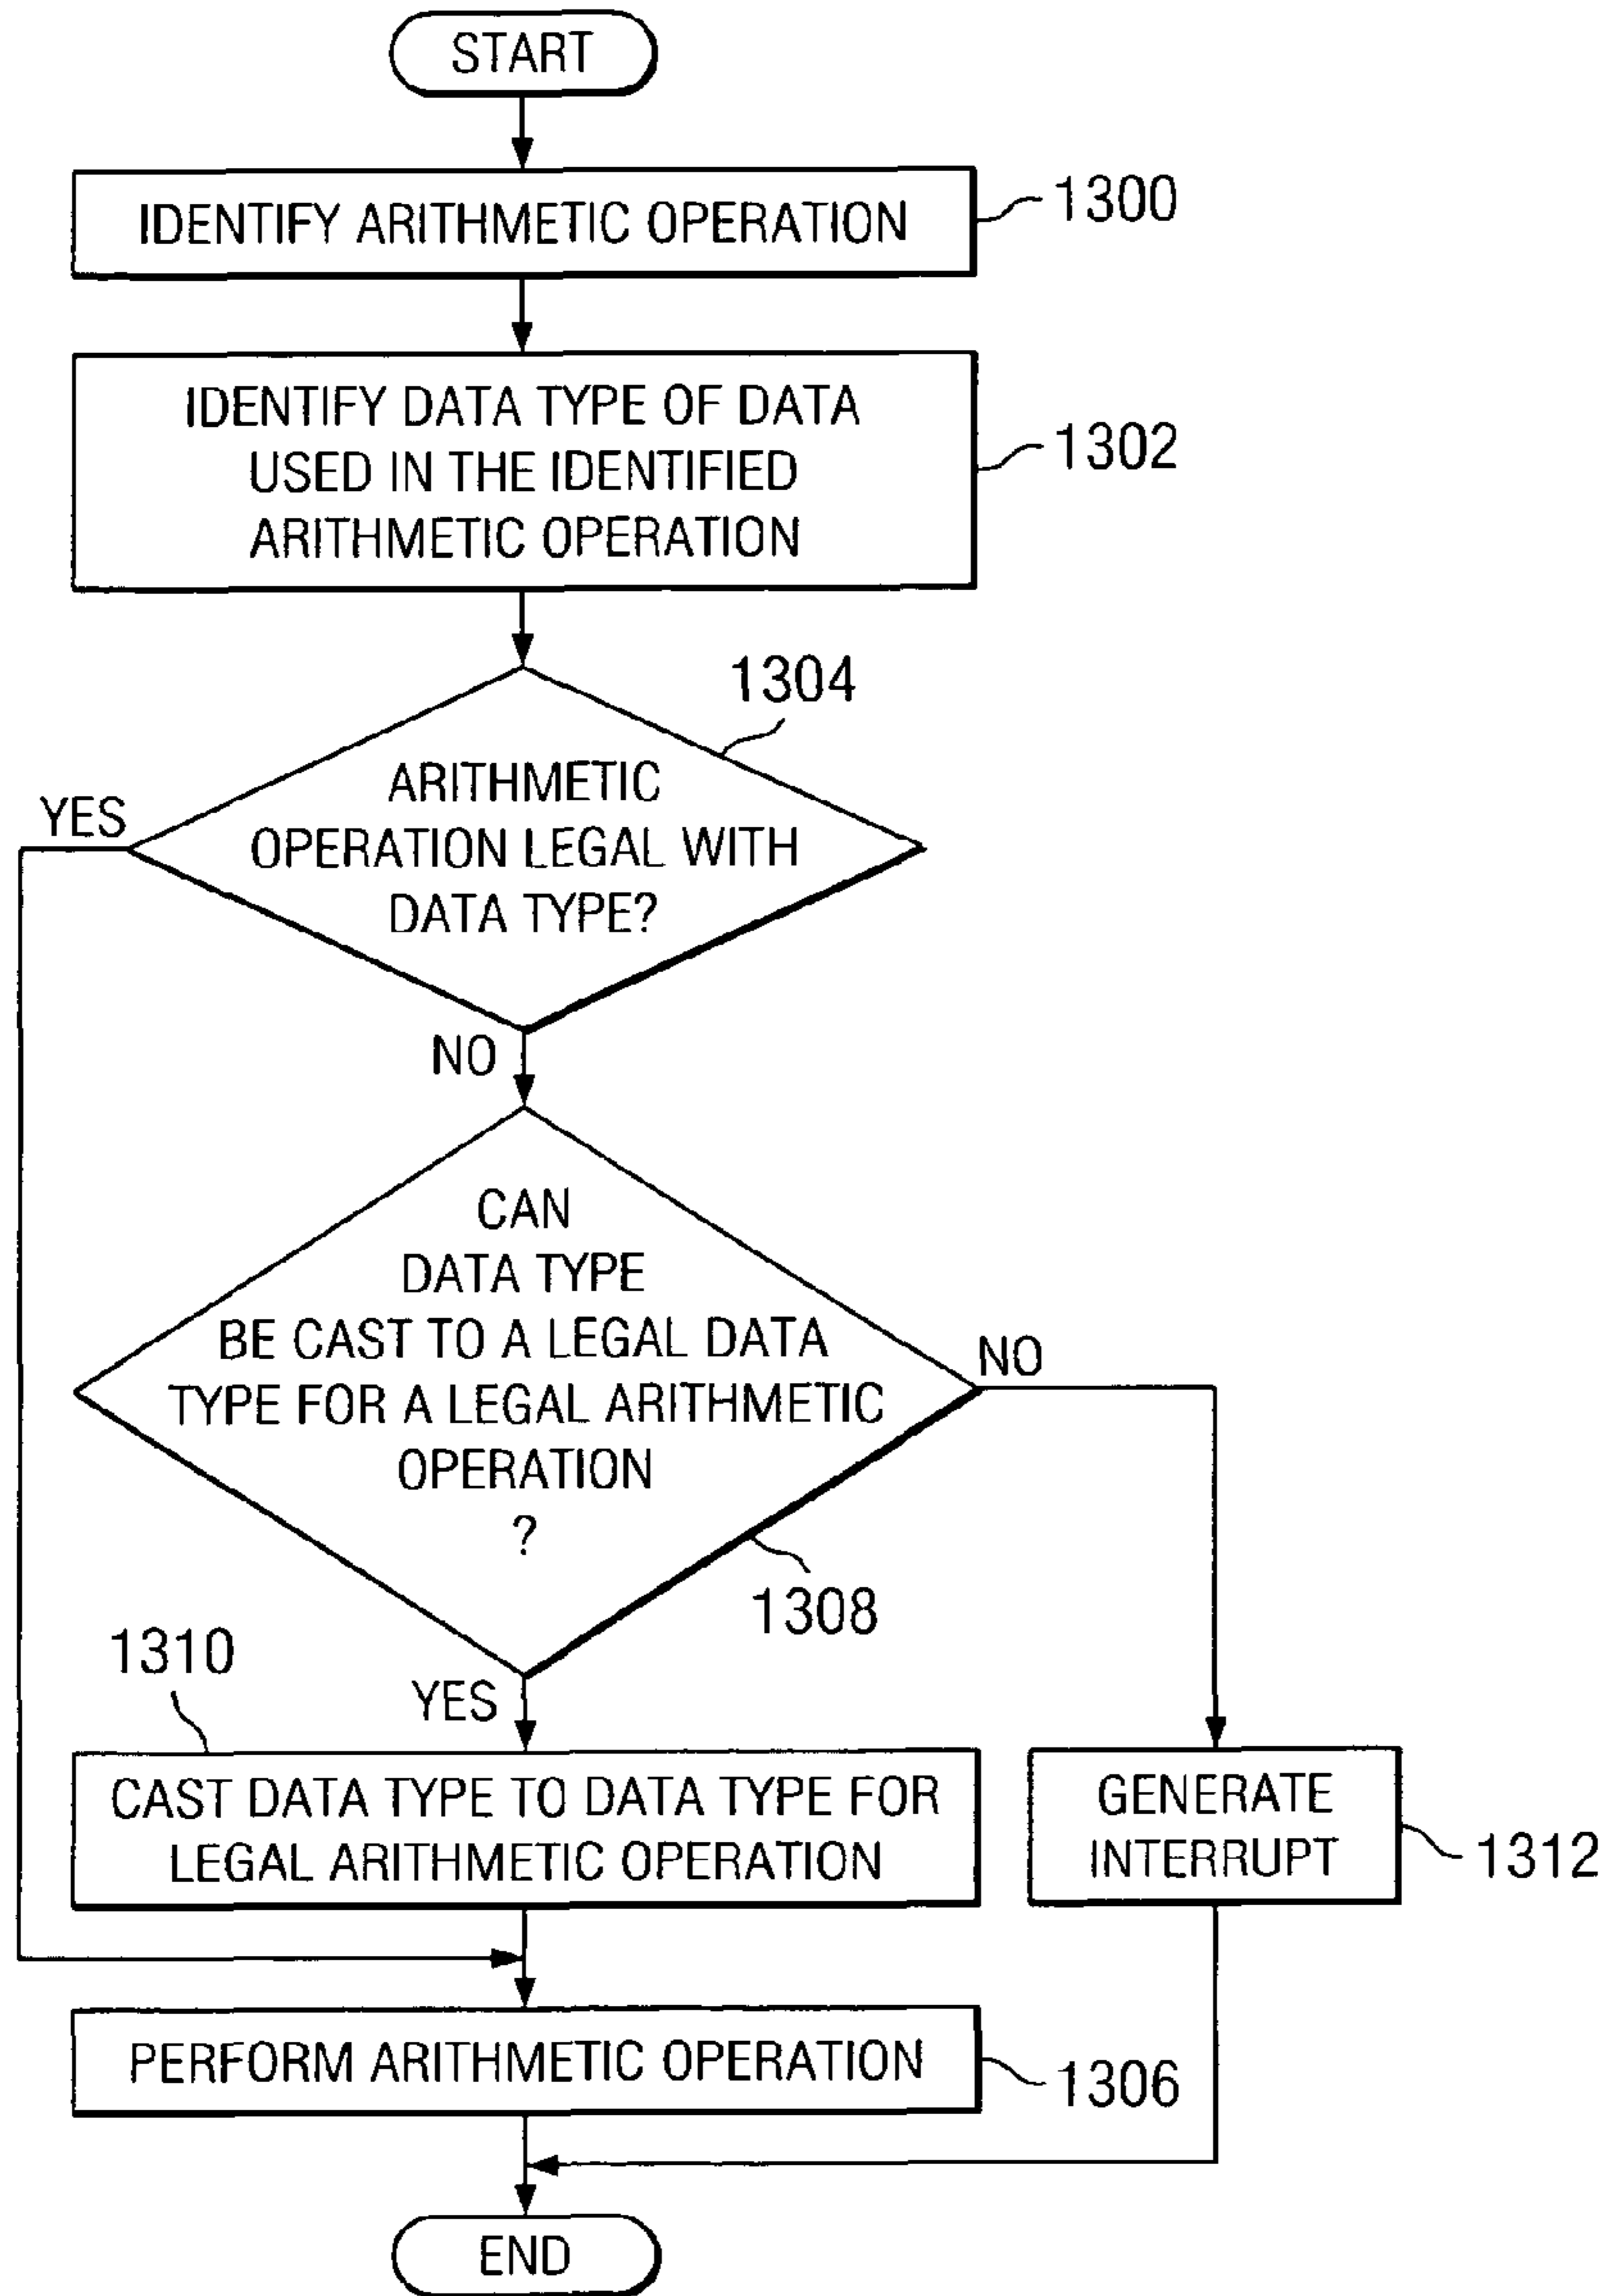 START
IDENTIFY ARITHMETIC OPERATION
1300
IDENTIFY DATA TYPE OF DATA
USED IN THE IDENTIFIED
ARITHMETIC OPERATION
1302
1304
ARITHMETIC
OPERATION LEGAL WITH
DATA TYPE?
YES
NO
CAN
DATA TYPE
BE CAST TO A LEGAL DATA
TYPE FOR A LEGAL ARITHMETIC
OPERATION
?
NO
1308
1310
YES
CAST DATA TYPE TO DATA TYPE FOR
LEGAL ARITHMETIC OPERATION
GENERATE
INTERRUPT
1312
PERFORM ARITHMETIC OPERATION
1306
END